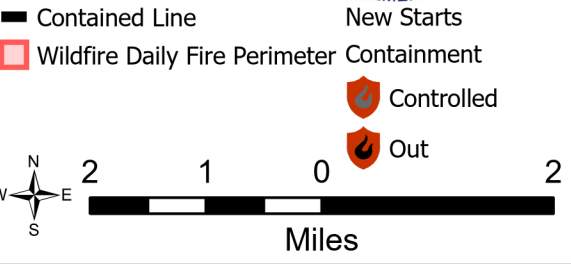 Contained Line
New Starts
Wildfire Daily Fire Perimeter
Containment
Controlled
Out
N
W
E
S
2 1 0 2
Miles